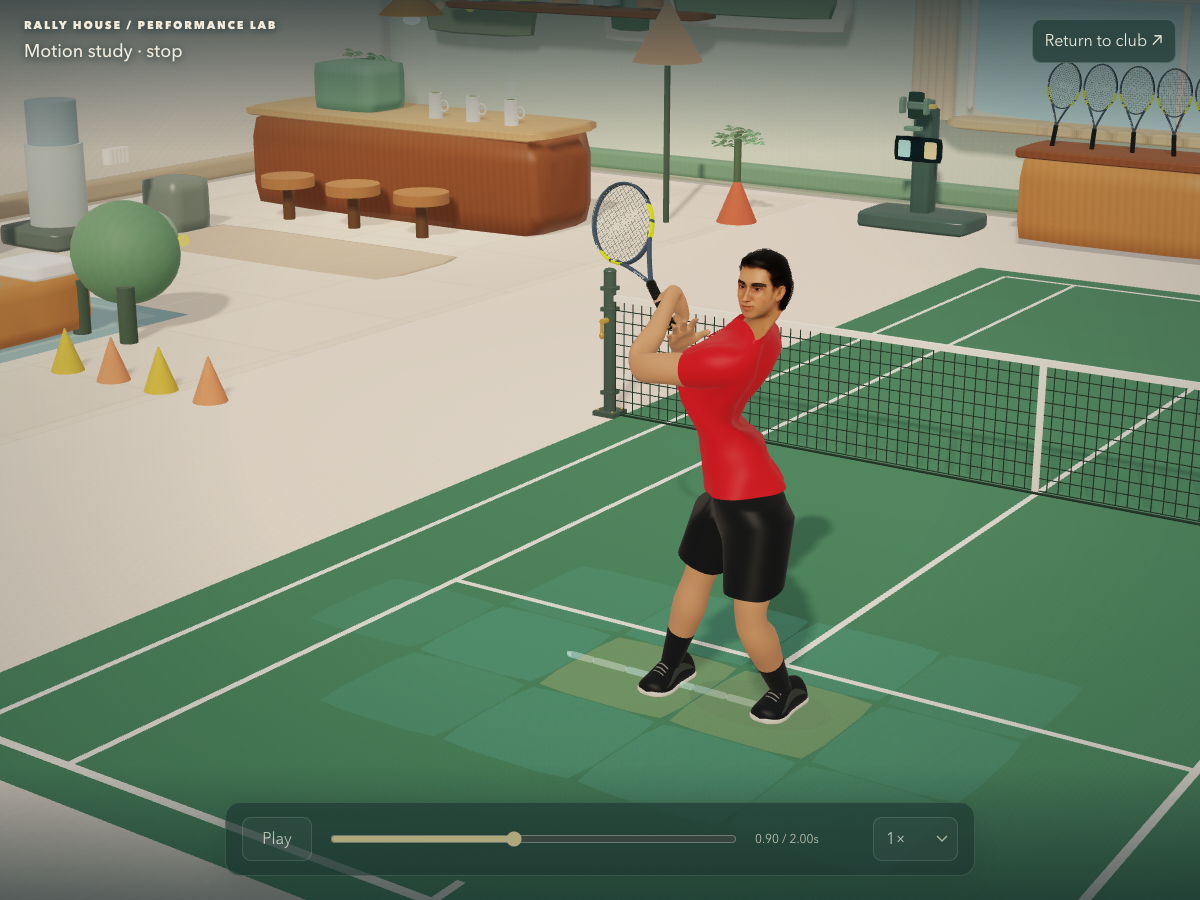 RALLY HOUSE / PERFORMANCE LAB
Motion study · stop
Return to club ↗
Play
0.90 / 2.00s
1×